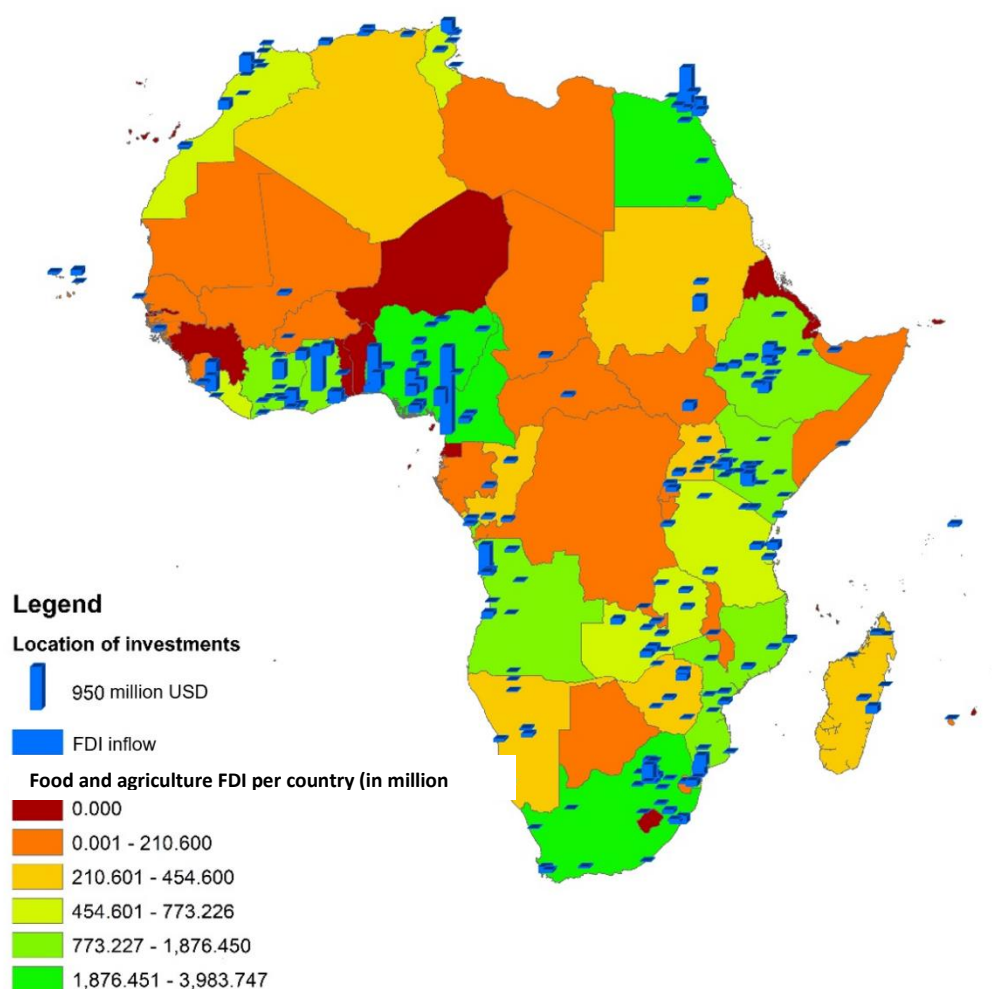 Legend
Location of investments
950 million USD
FDI inflow
Food and agriculture FDI per country (in million
0.000
0.001 - 210.600
210.601 - 454.600
454.601 - 773.226
773.227 - 1,876.450
1,876.451 - 3,983.747